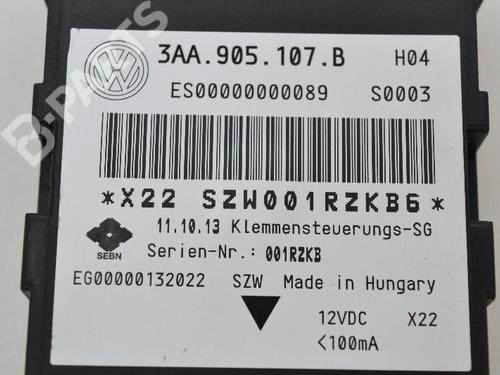 B-PARTS
3AA.905.107.B H04
ES00000000089 S0003
*X22 SZW001RZKB6*
11.10.13 Klemmensteuerungs-SG
SEBN
Serien-Nr.: 001RZKB
EG00000132022 SZW Made in Hungary
12VDC X22
<100mA